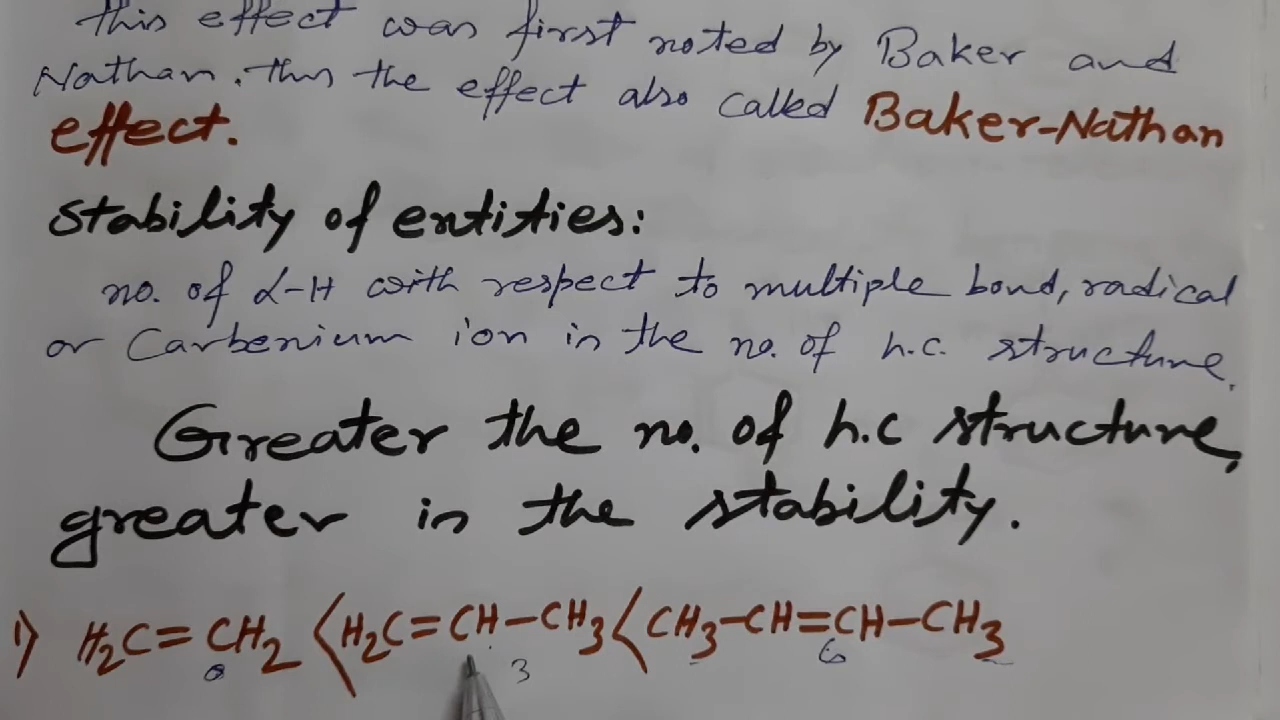 this effect was first noted by Baker and
Nathan. thus the effect also called Baker-Nathan
effect.
Stability of entities:
no. of α-H with respect to multiple bond, radical
or Carbenium ion is the no. of h.c. structure.
Greater the no. of h.c structure,
greater is the stability.
1) H₂C=CH₂ < H₂C=CH-CH₃ < CH₃-CH=CH-CH₃
0 3 6